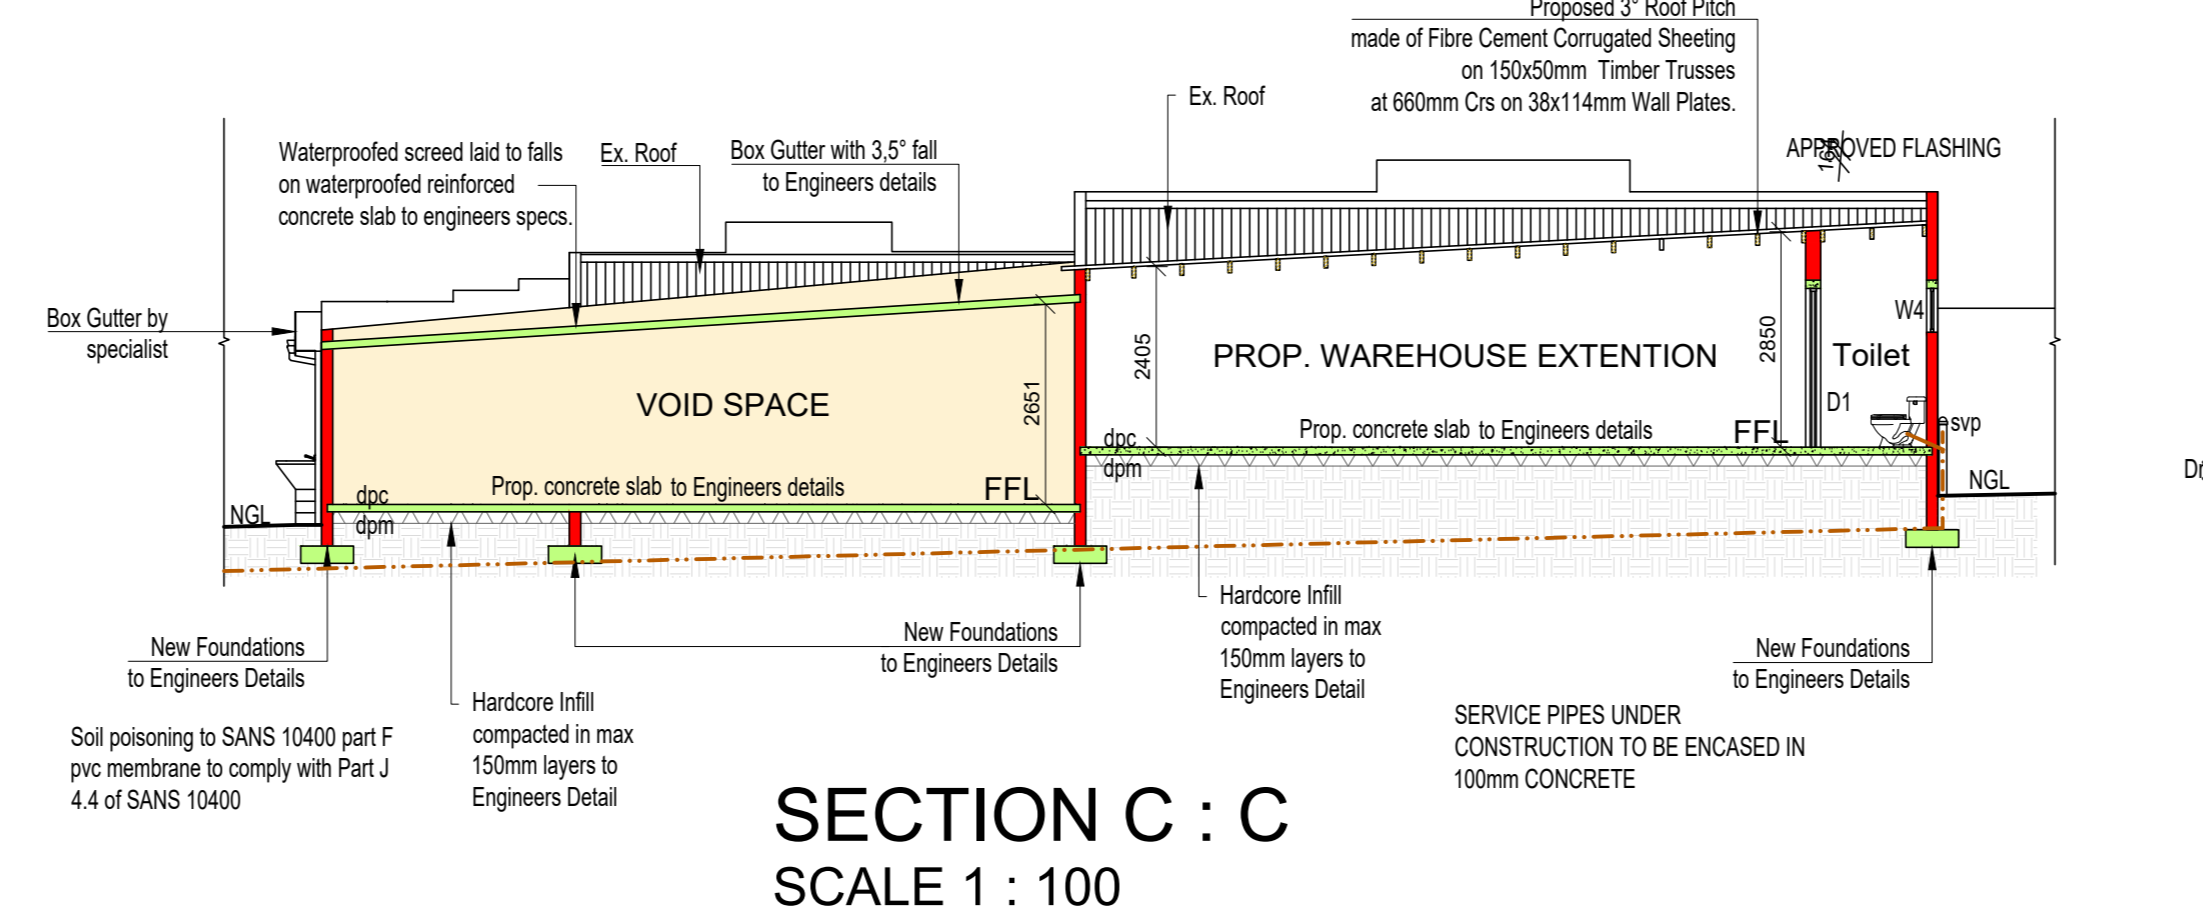 Proposed 3° Roof Pitch
made of Fibre Cement Corrugated Sheeting
on 150x50mm Timber Trusses
at 660mm Crs on 38x114mm Wall Plates.
Ex. Roof
Waterproofed screed laid to falls
on waterproofed reinforced
concrete slab to engineers specs.
Ex. Roof
Box Gutter with 3,5° fall
to Engineers details
APPROVED FLASHING
Box Gutter by
specialist
W4
2405
PROP. WAREHOUSE EXTENTION
2850
Toilet
VOID SPACE
2651
D1
svp
dpc
Prop. concrete slab to Engineers details
FFL
dpm
NGL
dpc
Prop. concrete slab to Engineers details
FFL
NGL
dpm
Hardcore Infill
compacted in max
150mm layers to
Engineers Detail
New Foundations
to Engineers Details
New Foundations
to Engineers Details
New Foundations
to Engineers Details
Hardcore Infill
compacted in max
150mm layers to
Engineers Detail
Soil poisoning to SANS 10400 part F
pvc membrane to comply with Part J
4.4 of SANS 10400
SERVICE PIPES UNDER
CONSTRUCTION TO BE ENCASED IN
100mm CONCRETE
SECTION C : C
SCALE 1 : 100